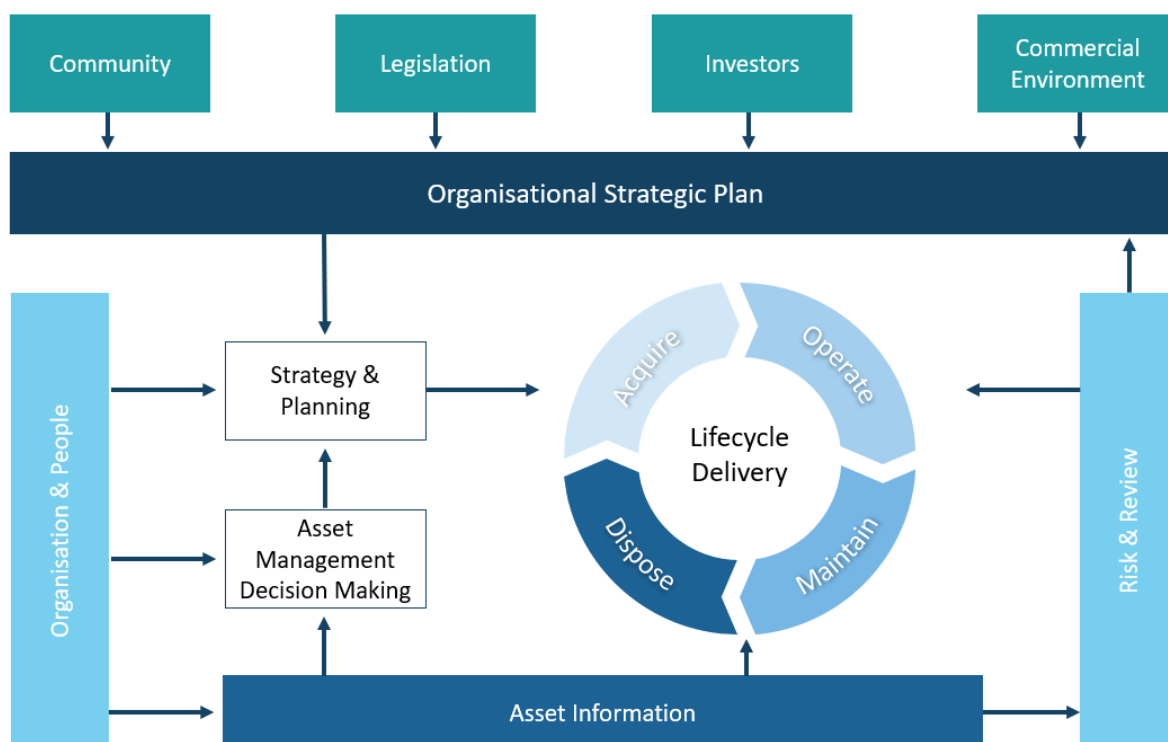 Community
Legislation
Investors
Commercial
Environment
Organisational Strategic Plan
Organisation & People
Strategy &
Planning
Asset
Management
Decision Making
Acquire
Operate
Lifecycle
Delivery
Dispose
Maintain
Risk & Review
Asset Information